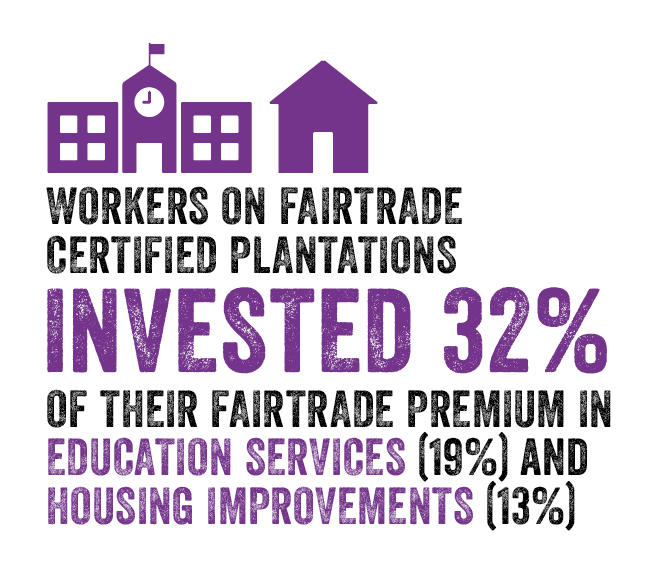 WORKERS ON FAIRTRADE
CERTIFIED PLANTATIONS
INVESTED 32%
OF THEIR FAIRTRADE PREMIUM IN
EDUCATION SERVICES (19%) AND
HOUSING IMPROVEMENTS (13%)